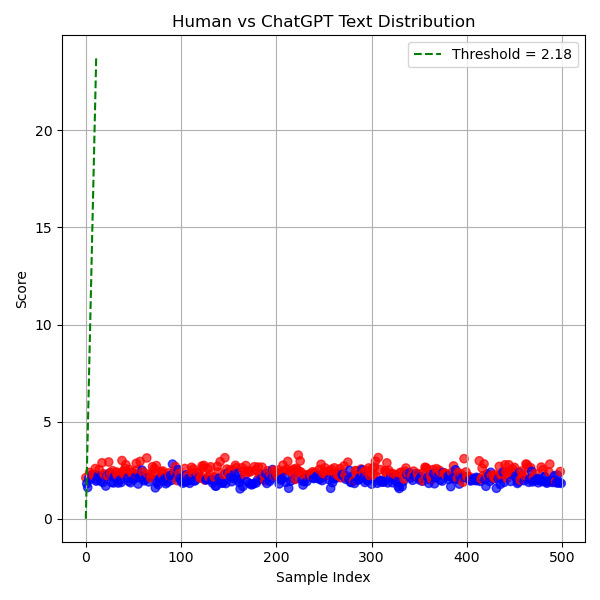 Human vs ChatGPT Text Distribution
Threshold = 2.18
Score
20
15
10
5
0
0 100 200 300 400 500
Sample Index